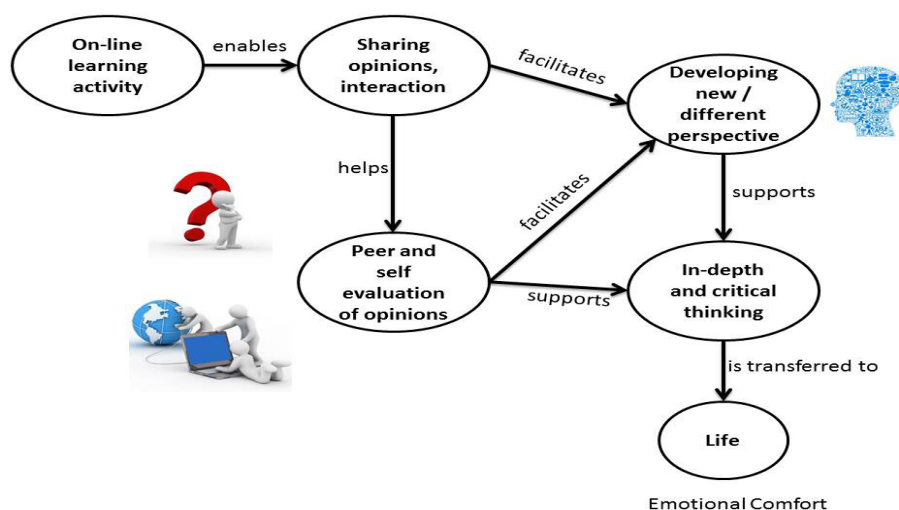 On-line
learning
activity
enables
Sharing
opinions,
interaction
facilitates
Developing
new /
different
perspective
helps
facilitates
supports
Peer and
self
evaluation
of opinions
supports
In-depth
and critical
thinking
is transferred to
Life
Emotional Comfort